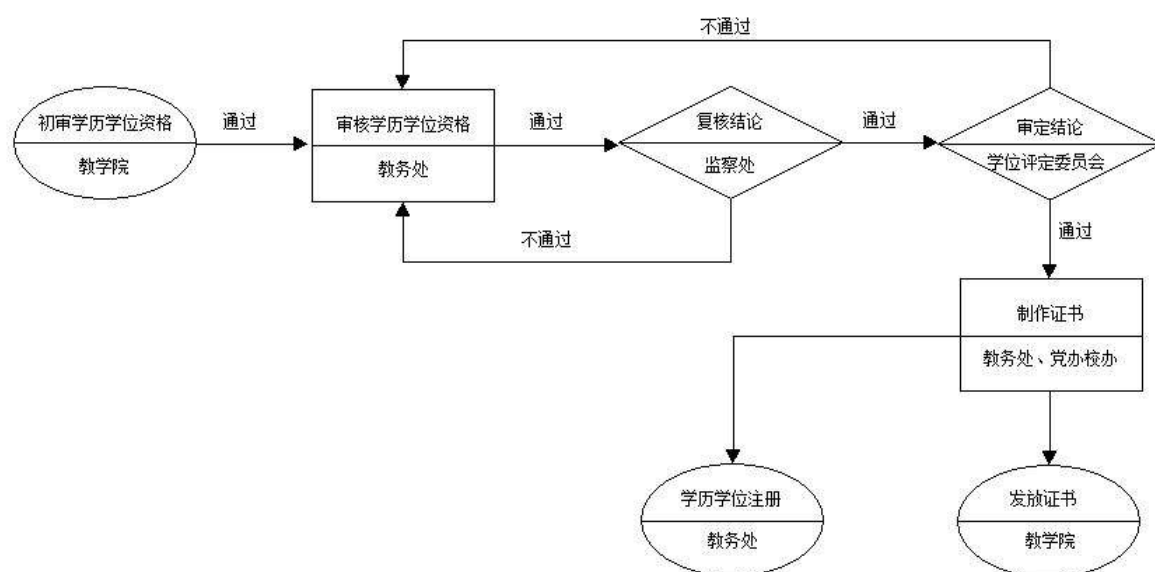 不通过
初审学历学位资格
教学院
通过
审核学历学位资格
教务处
通过
复核结论
监察处
通过
审定结论
学位评定委员会
不通过
通过
制作证书
教务处、党办校办
学历学位注册
教务处
发放证书
教学院